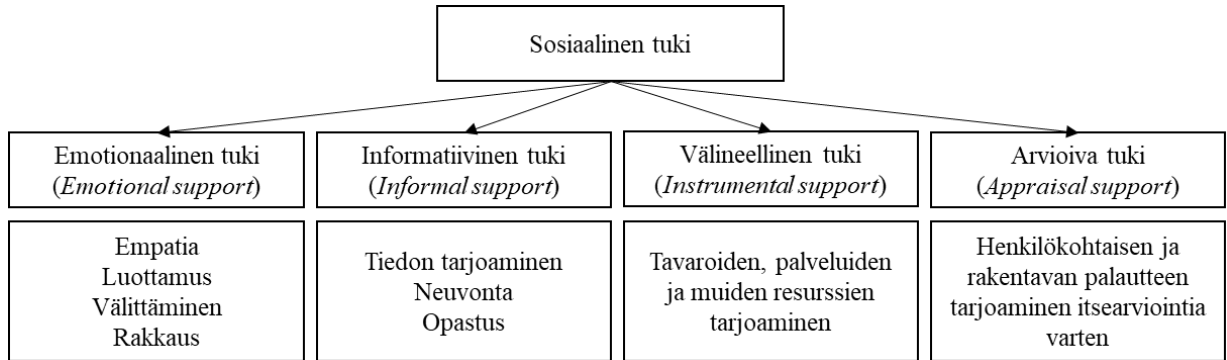 Sosiaalinen tuki
Emotionaalinen tuki
(Emotional support)
Informatiivinen tuki
(Informal support)
Välineellinen tuki
(Instrumental support)
Arvioiva tuki
(Appraisal support)
Empatia
Luottamus
Välittäminen
Rakkaus
Tiedon tarjoaminen
Neuvonta
Opastus
Tavaroiden, palveluiden
ja muiden resurssien
tarjoaminen
Henkilökohtaisen ja
rakentavan palautteen
tarjoaminen itsearviointia
varten